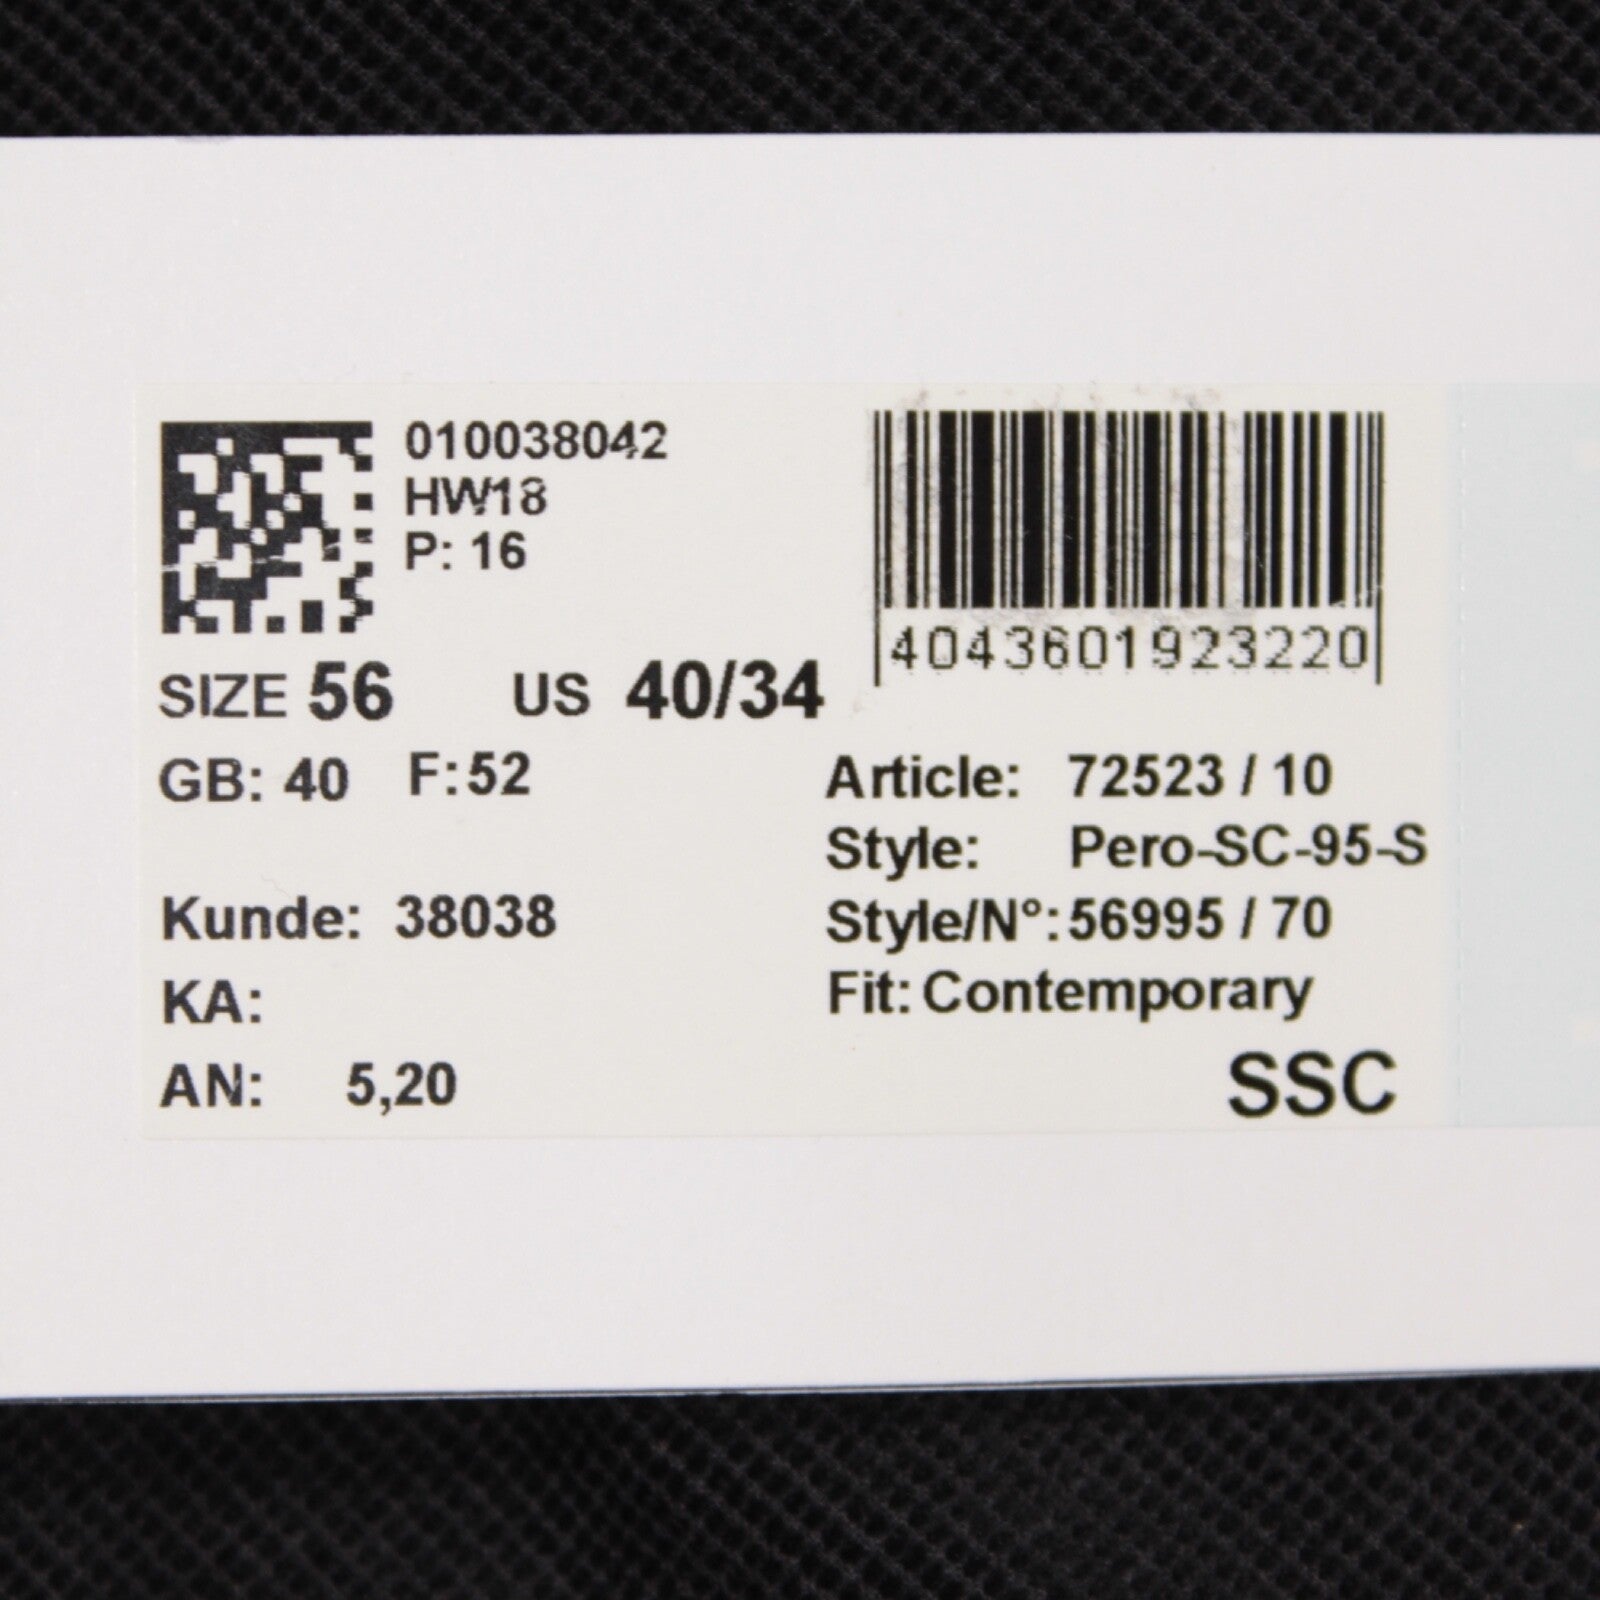 010038042
HW18
P: 16
4043601923220
SIZE 56 US 40/34
GB: 40 F:52
Article: 72523 / 10
Style: Pero-SC-95-S
Kunde: 38038
Style/N°: 56995 / 70
KA:
Fit: Contemporary
AN: 5,20
SSC